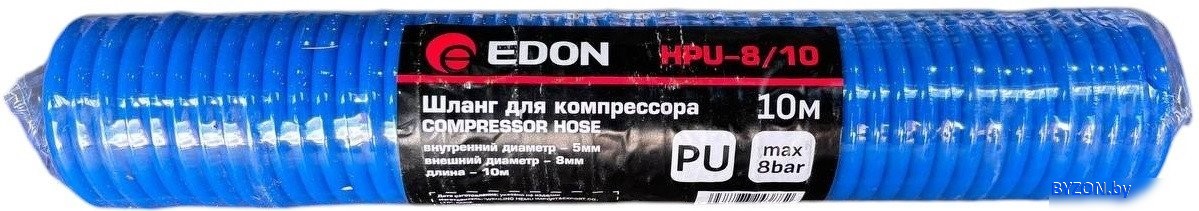 EDON HPU-8/10
Шланг для компрессора 10м
COMPRESSOR HOSE
внутренний диаметр – 5мм
внешний диаметр – 8мм
длина – 10м
PU
max
8bar
BYZON.by